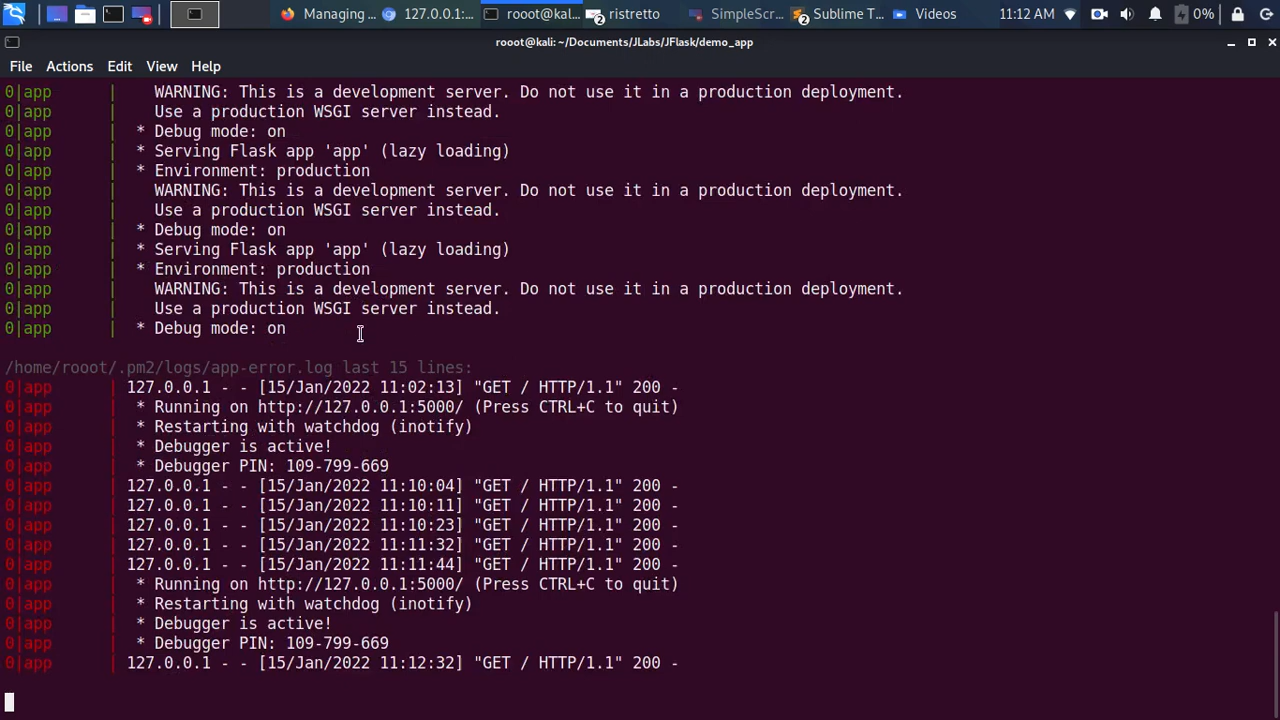 Managing ...
127.0.0.1:...
rooot@kal...
2
ristretto
SimpleScr...
2
Sublime T...
Videos
11:12 AM
0%
rooot@kali: ~/Documents/JLabs/JFlask/demo_app
File Actions Edit View Help
0|app | WARNING: This is a development server. Do not use it in a production deployment.
0|app | Use a production WSGI server instead.
0|app | * Debug mode: on
0|app | * Serving Flask app 'app' (lazy loading)
0|app | * Environment: production
0|app | WARNING: This is a development server. Do not use it in a production deployment.
0|app | Use a production WSGI server instead.
0|app | * Debug mode: on
0|app | * Serving Flask app 'app' (lazy loading)
0|app | * Environment: production
0|app | WARNING: This is a development server. Do not use it in a production deployment.
0|app | Use a production WSGI server instead.
0|app | * Debug mode: on
/home/rooot/.pm2/logs/app-error.log last 15 lines:
0|app | 127.0.0.1 - - [15/Jan/2022 11:02:13] "GET / HTTP/1.1" 200 -
0|app | * Running on http://127.0.0.1:5000/ (Press CTRL+C to quit)
0|app | * Restarting with watchdog (inotify)
0|app | * Debugger is active!
0|app | * Debugger PIN: 109-799-669
0|app | 127.0.0.1 - - [15/Jan/2022 11:10:04] "GET / HTTP/1.1" 200 -
0|app | 127.0.0.1 - - [15/Jan/2022 11:10:11] "GET / HTTP/1.1" 200 -
0|app | 127.0.0.1 - - [15/Jan/2022 11:10:23] "GET / HTTP/1.1" 200 -
0|app | 127.0.0.1 - - [15/Jan/2022 11:11:32] "GET / HTTP/1.1" 200 -
0|app | 127.0.0.1 - - [15/Jan/2022 11:11:44] "GET / HTTP/1.1" 200 -
0|app | * Running on http://127.0.0.1:5000/ (Press CTRL+C to quit)
0|app | * Restarting with watchdog (inotify)
0|app | * Debugger is active!
0|app | * Debugger PIN: 109-799-669
0|app | 127.0.0.1 - - [15/Jan/2022 11:12:32] "GET / HTTP/1.1" 200 -